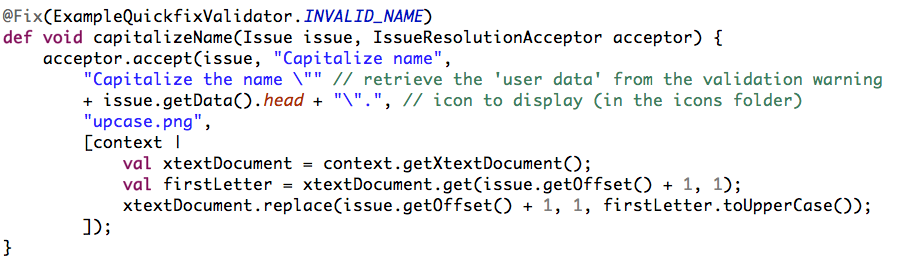 @Fix(ExampleQuickfixValidator.INVALID_NAME)
def void capitalizeName(Issue issue, IssueResolutionAcceptor acceptor) {
    acceptor.accept(issue, "Capitalize name",
        "Capitalize the name \"" // retrieve the 'user data' from the validation warning
        + issue.getData().head + "\".", // icon to display (in the icons folder)
        "upcase.png",
        [context |
            val xtextDocument = context.getXtextDocument();
            val firstLetter = xtextDocument.get(issue.getOffset() + 1, 1);
            xtextDocument.replace(issue.getOffset() + 1, 1, firstLetter.toUpperCase());
        ]);
}